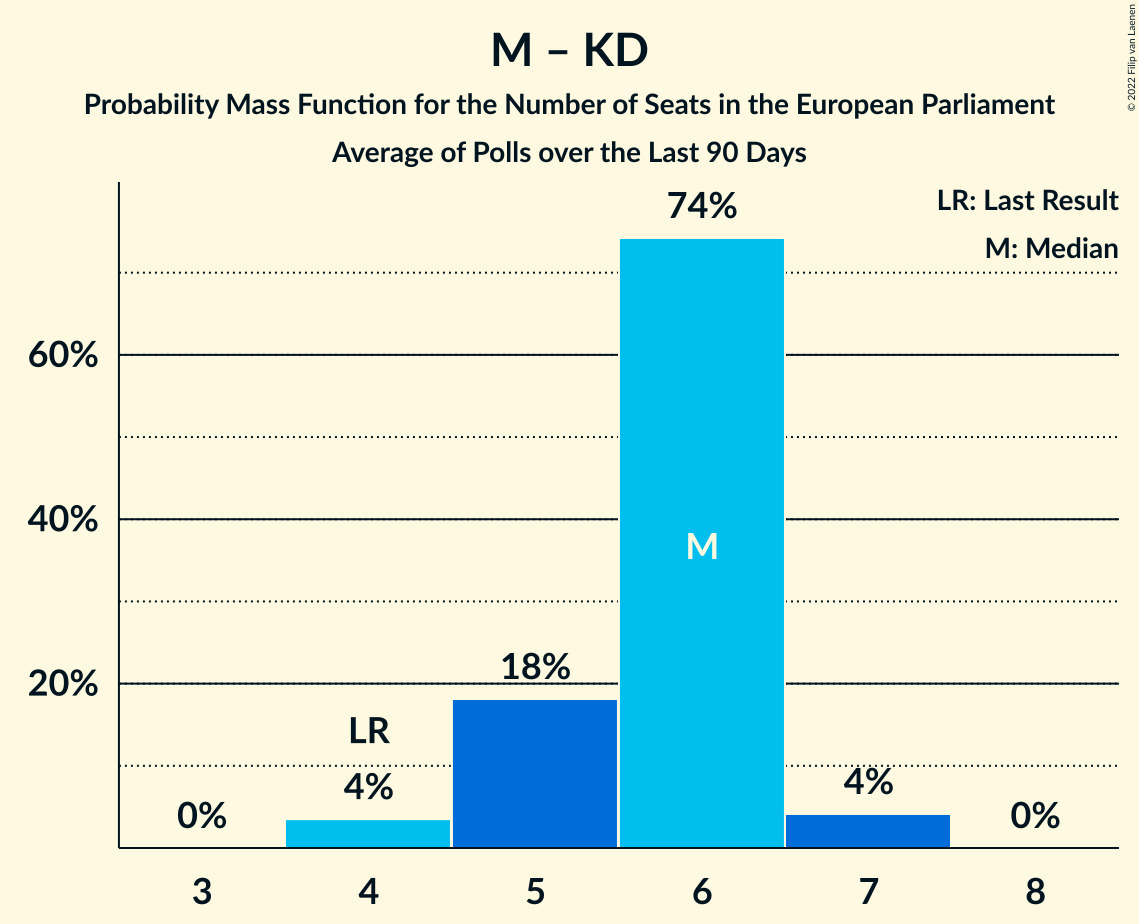 M – KD
Probability Mass Function for the Number of Seats in the European Parliament
Average of Polls over the Last 90 Days
© 2022 Filip van Laenen
LR: Last Result
M: Median
74%
60%
40%
M
18%
20%
LR
4%
4%
0%
0%
3 4 5 6 7 8